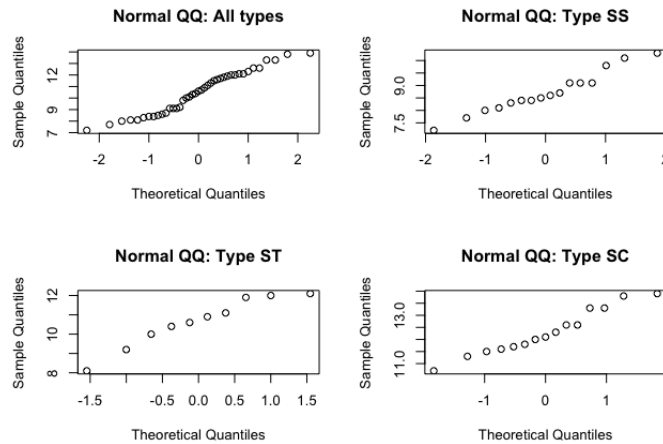 Normal QQ: All types
Sample Quantiles
7 9 12
-2 -1 0 1 2
Theoretical Quantiles
Normal QQ: Type SS
Sample Quantiles
7.5 9.0
-2 -1 0 1 2
Theoretical Quantiles
Normal QQ: Type ST
Sample Quantiles
8 10 12
-1.5 -0.5 0.0 0.5 1.0 1.5
Theoretical Quantiles
Normal QQ: Type SC
Sample Quantiles
11.0 13.0
-1 0 1
Theoretical Quantiles